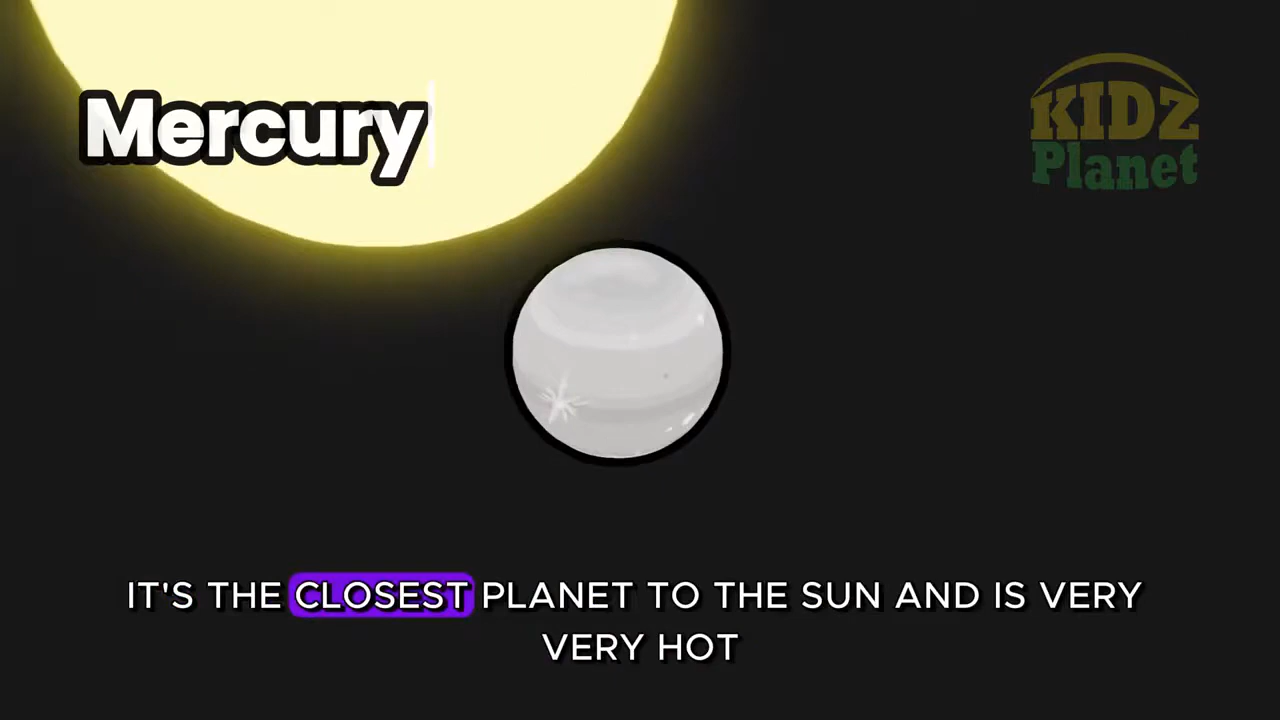 Mercury
KIDZ
Planet
IT'S THE CLOSEST PLANET TO THE SUN AND IS VERY
VERY HOT